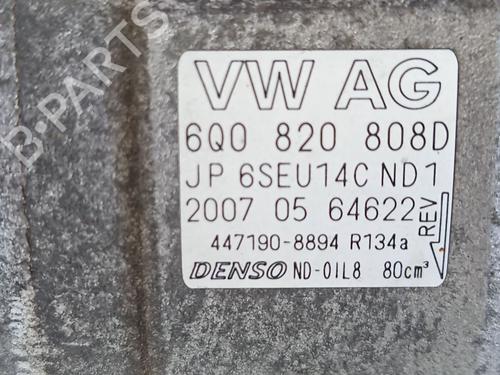 B-PARTS
VW AG
6Q0 820 808D
JP 6SEU14C ND1
2007 05 64622
REV
447190-8894 R134a
DENSO ND-OIL8 80cm³